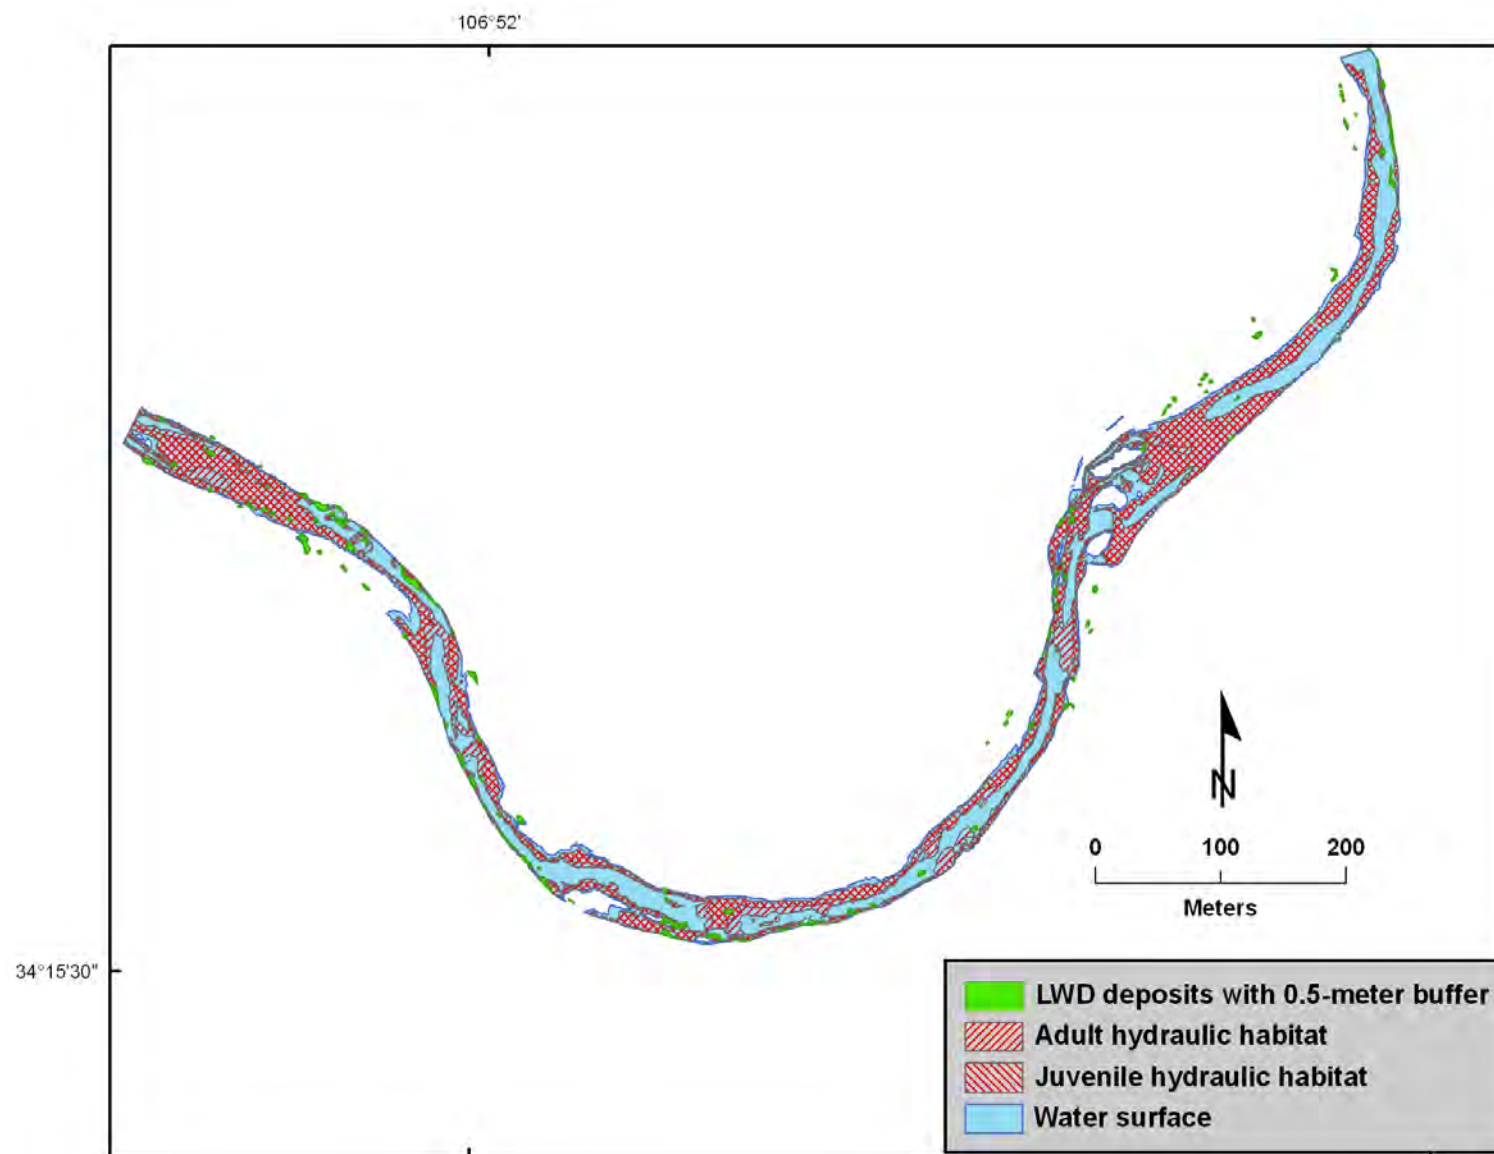 106°52'
N
0 100 200
Meters
34°15'30"
LWD deposits with 0.5-meter buffer
Adult hydraulic habitat
Juvenile hydraulic habitat
Water surface